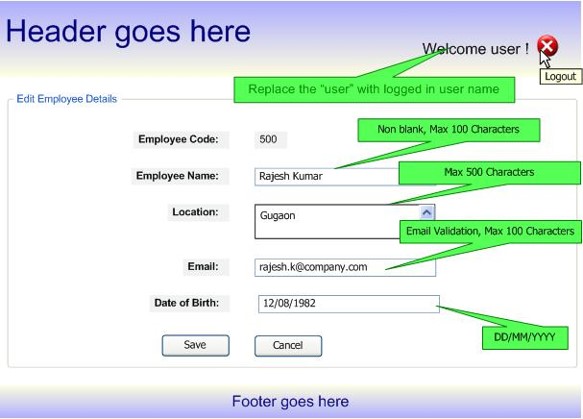 Header goes here
Welcome user !
Logout
Replace the "user" with logged in user name
Edit Employee Details
Non blank, Max 100 Characters
Employee Code: 500
Employee Name: Rajesh Kumar
Max 500 Characters
Location: Gugaon
Email Validation, Max 100 Characters
Email: rajesh.k@company.com
Date of Birth: 12/08/1982
DD/MM/YYYY
Save Cancel
Footer goes here